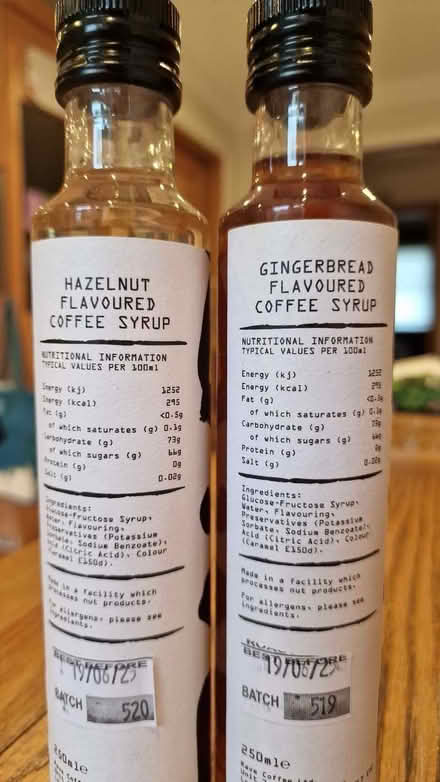 HAZELNUT
FLAVOURED
COFFEE SYRUP
NUTRITIONAL INFORMATION
TYPICAL VALUES PER 100ml
Energy (kj) 1252
Energy (kcal) 295
Fat (g) <0.5g
of which saturates (g) 0.1g
Carbohydrate (g) 73g
of which sugars (g) 66g
Protein (g) 0g
Salt (g) 0.02g
Ingredients:
Glucose-Fructose Syrup,
Water, Flavouring,
Preservatives (Potassium
Sorbate, Sodium Benzoate),
Acid (Citric Acid), Colour
(Caramel E150d).
Made in a facility which
processes nut products.
For allergens, please see
ingredients.
BEST BEFORE
19/06/25
BATCH 520
250ml℮
GINGERBREAD
FLAVOURED
COFFEE SYRUP
NUTRITIONAL INFORMATION
TYPICAL VALUES PER 100ml
Energy (kj) 1252
Energy (kcal) 295
Fat (g) <0.5g
of which saturates (g) 0.1g
Carbohydrate (g) 73g
of which sugars (g) 66g
Protein (g) 0g
Salt (g) 0.02g
Ingredients:
Glucose-Fructose Syrup,
Water, Flavouring,
Preservatives (Potassium
Sorbate, Sodium Benzoate),
Acid (Citric Acid), Colour
(Caramel E150d).
Made in a facility which
processes nut products.
For allergens, please see
ingredients.
BEST BEFORE
19/06/25
BATCH 519
250ml℮